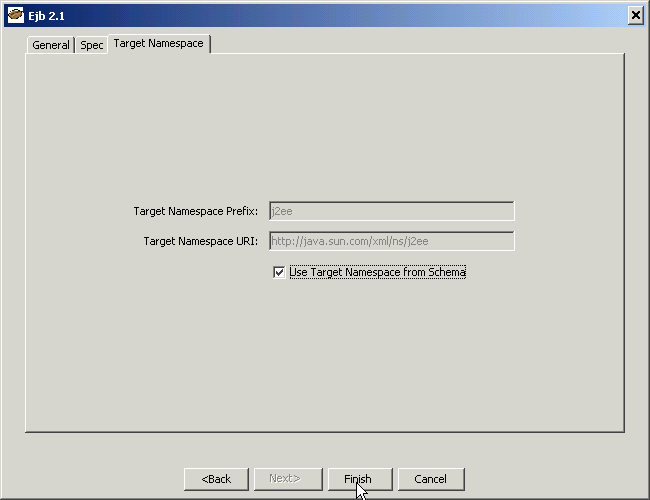 Ejb 2.1
General Spec Target Namespace
Target Namespace Prefix: j2ee
Target Namespace URI: http://java.sun.com/xml/ns/j2ee
Use Target Namespace from Schema
<Back Next> Finish Cancel